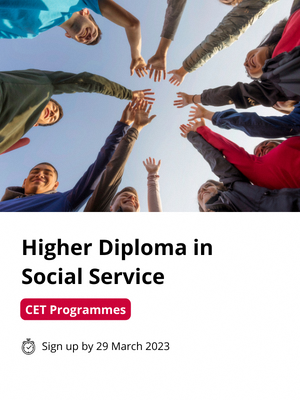 Higher Diploma in
Social Service
CET Programmes
Sign up by 29 March 2023